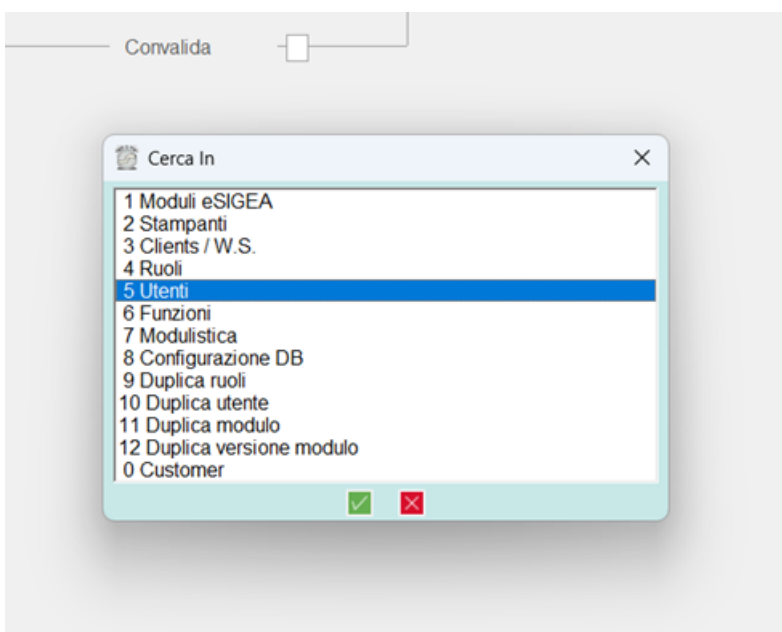 Convalida
Cerca In
1 Moduli eSIGEA
2 Stampanti
3 Clients / W.S.
4 Ruoli
5 Utenti
6 Funzioni
7 Modulistica
8 Configurazione DB
9 Duplica ruoli
10 Duplica utente
11 Duplica modulo
12 Duplica versione modulo
0 Customer